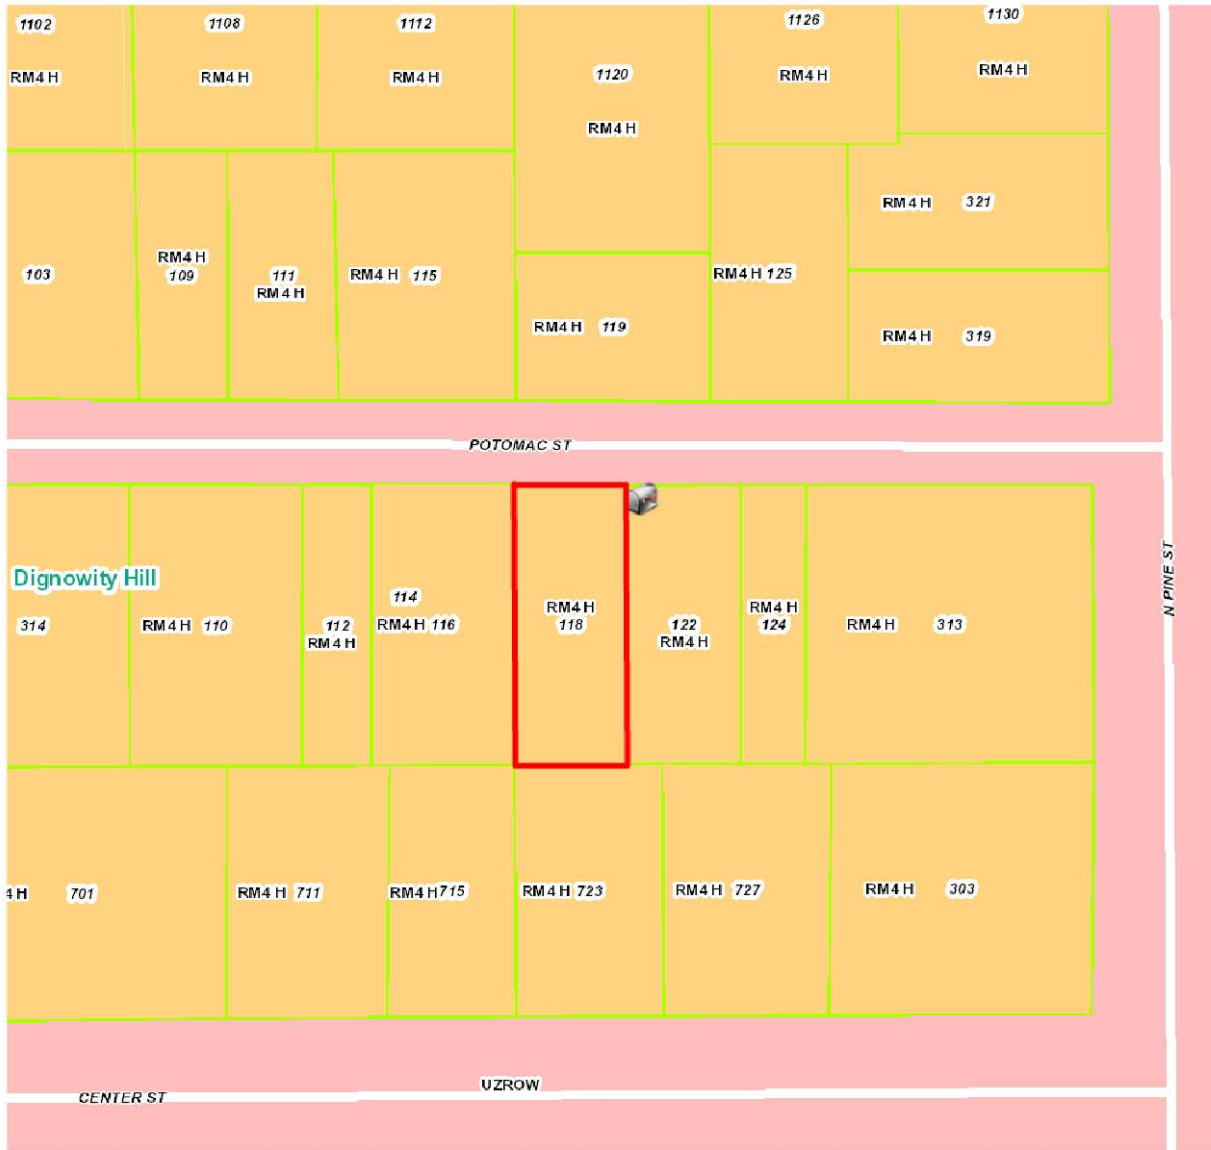 1102
1108
1112
1126
1130
RM4 H
RM4 H
RM4 H
1120
RM4 H
RM4 H
RM4 H
RM4 H 321
RM4 H
103
109
111
RM4 H
RM4 H 115
RM4 H 125
RM4 H 119
RM4 H 319
POTOMAC ST
N PINE ST
Dignowity Hill
314
RM4 H 110
112
RM4 H
114
RM4 H 116
RM4 H
118
122
RM4 H
RM4 H
124
RM4 H 313
4 H 701
RM4 H 711
RM4 H 715
RM4 H 723
RM4 H 727
RM4 H 303
UZROW
CENTER ST